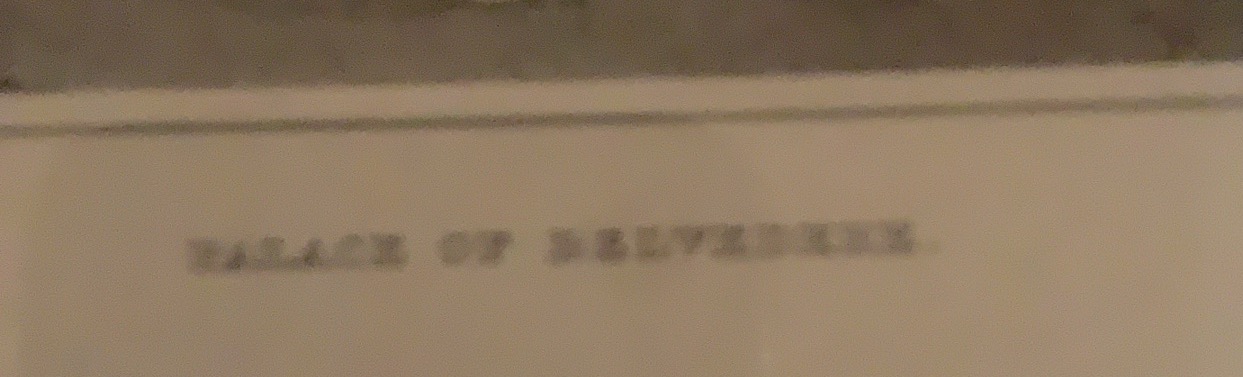 PALACE OF BELVEDERE